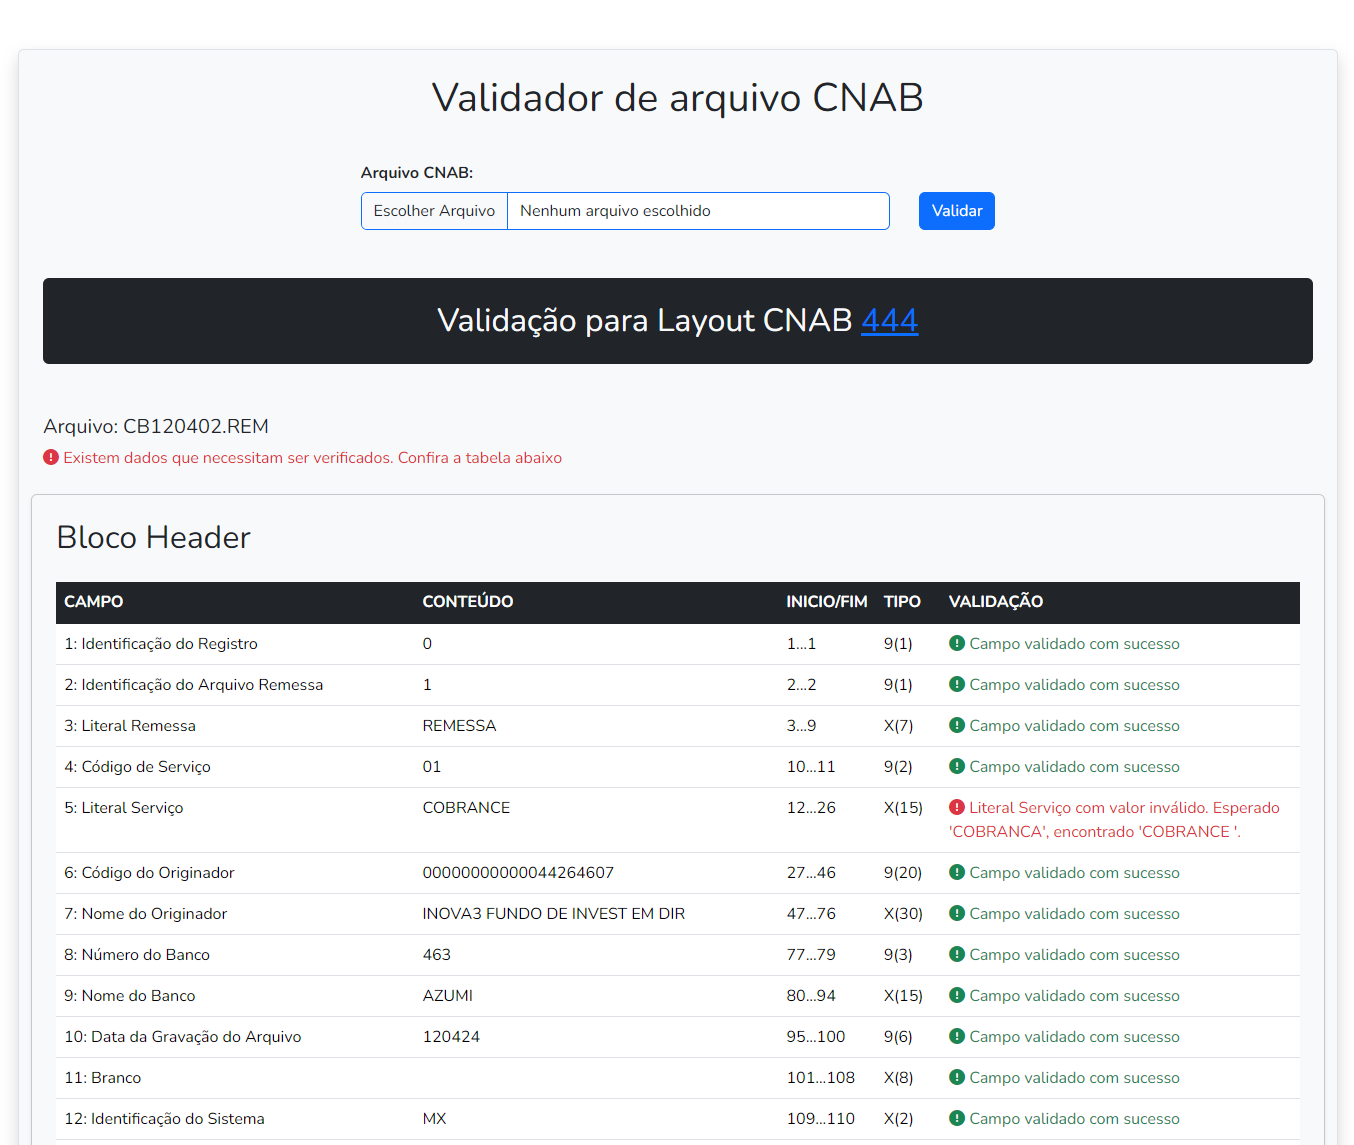 Validador de arquivo CNAB
Arquivo CNAB:
Escolher Arquivo Nenhum arquivo escolhido Validar
Validação para Layout CNAB 444
Arquivo: CB120402.REM
Existem dados que necessitam ser verificados. Confira a tabela abaixo
Bloco Header
CAMPO CONTEÚDO INICIO/FIM TIPO VALIDAÇÃO
1: Identificação do Registro 0 1...1 9(1) Campo validado com sucesso
2: Identificação do Arquivo Remessa 1 2...2 9(1) Campo validado com sucesso
3: Literal Remessa REMESSA 3...9 X(7) Campo validado com sucesso
4: Código de Serviço 01 10...11 9(2) Campo validado com sucesso
5: Literal Serviço COBRANCE 12...26 X(15) Literal Serviço com valor inválido. Esperado
'COBRANCA', encontrado 'COBRANCE '.
6: Código do Originador 00000000000044264607 27...46 9(20) Campo validado com sucesso
7: Nome do Originador INOVA3 FUNDO DE INVEST EM DIR 47...76 X(30) Campo validado com sucesso
8: Número do Banco 463 77...79 9(3) Campo validado com sucesso
9: Nome do Banco AZUMI 80...94 X(15) Campo validado com sucesso
10: Data da Gravação do Arquivo 120424 95...100 9(6) Campo validado com sucesso
11: Branco 101...108 X(8) Campo validado com sucesso
12: Identificação do Sistema MX 109...110 X(2) Campo validado com sucesso